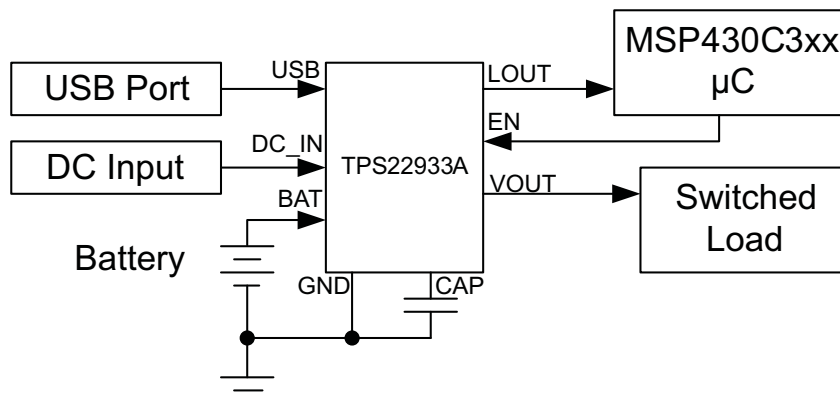 MSP430C3xx
µC
USB
LOUT
USB Port
EN
DC_IN
DC Input
TPS22933A
BAT
VOUT
Switched
Load
Battery
GND
CAP